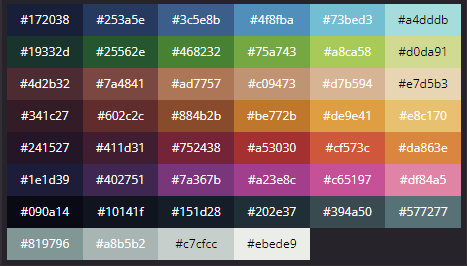 #172038 #253a5e #3c5e8b #4f8fba #73bed3 #a4dddb
#19332d #25562e #468232 #75a743 #a8ca58 #d0da91
#4d2b32 #7a4841 #ad7757 #c09473 #d7b594 #e7d5b3
#341c27 #602c2c #884b2b #be772b #de9e41 #e8c170
#241527 #411d31 #752438 #a53030 #cf573c #da863e
#1e1d39 #402751 #7a367b #a23e8c #c65197 #df84a5
#090a14 #10141f #151d28 #202e37 #394a50 #577277
#819796 #a8b5b2 #c7cfcc #ebede9